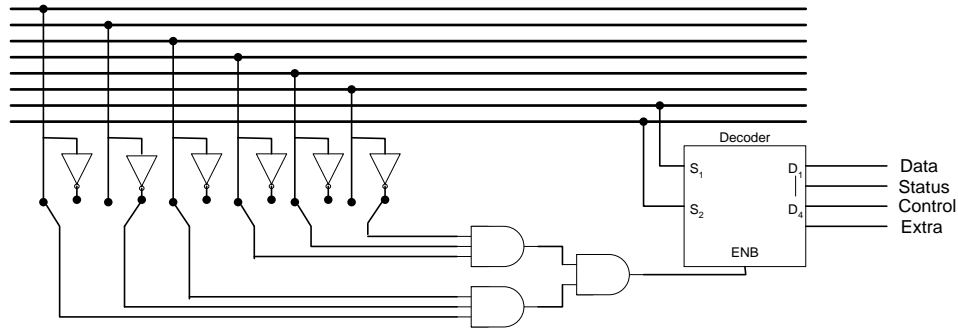 Decoder
S1
D1
Data
Status
S2
D4
Control
Extra
ENB